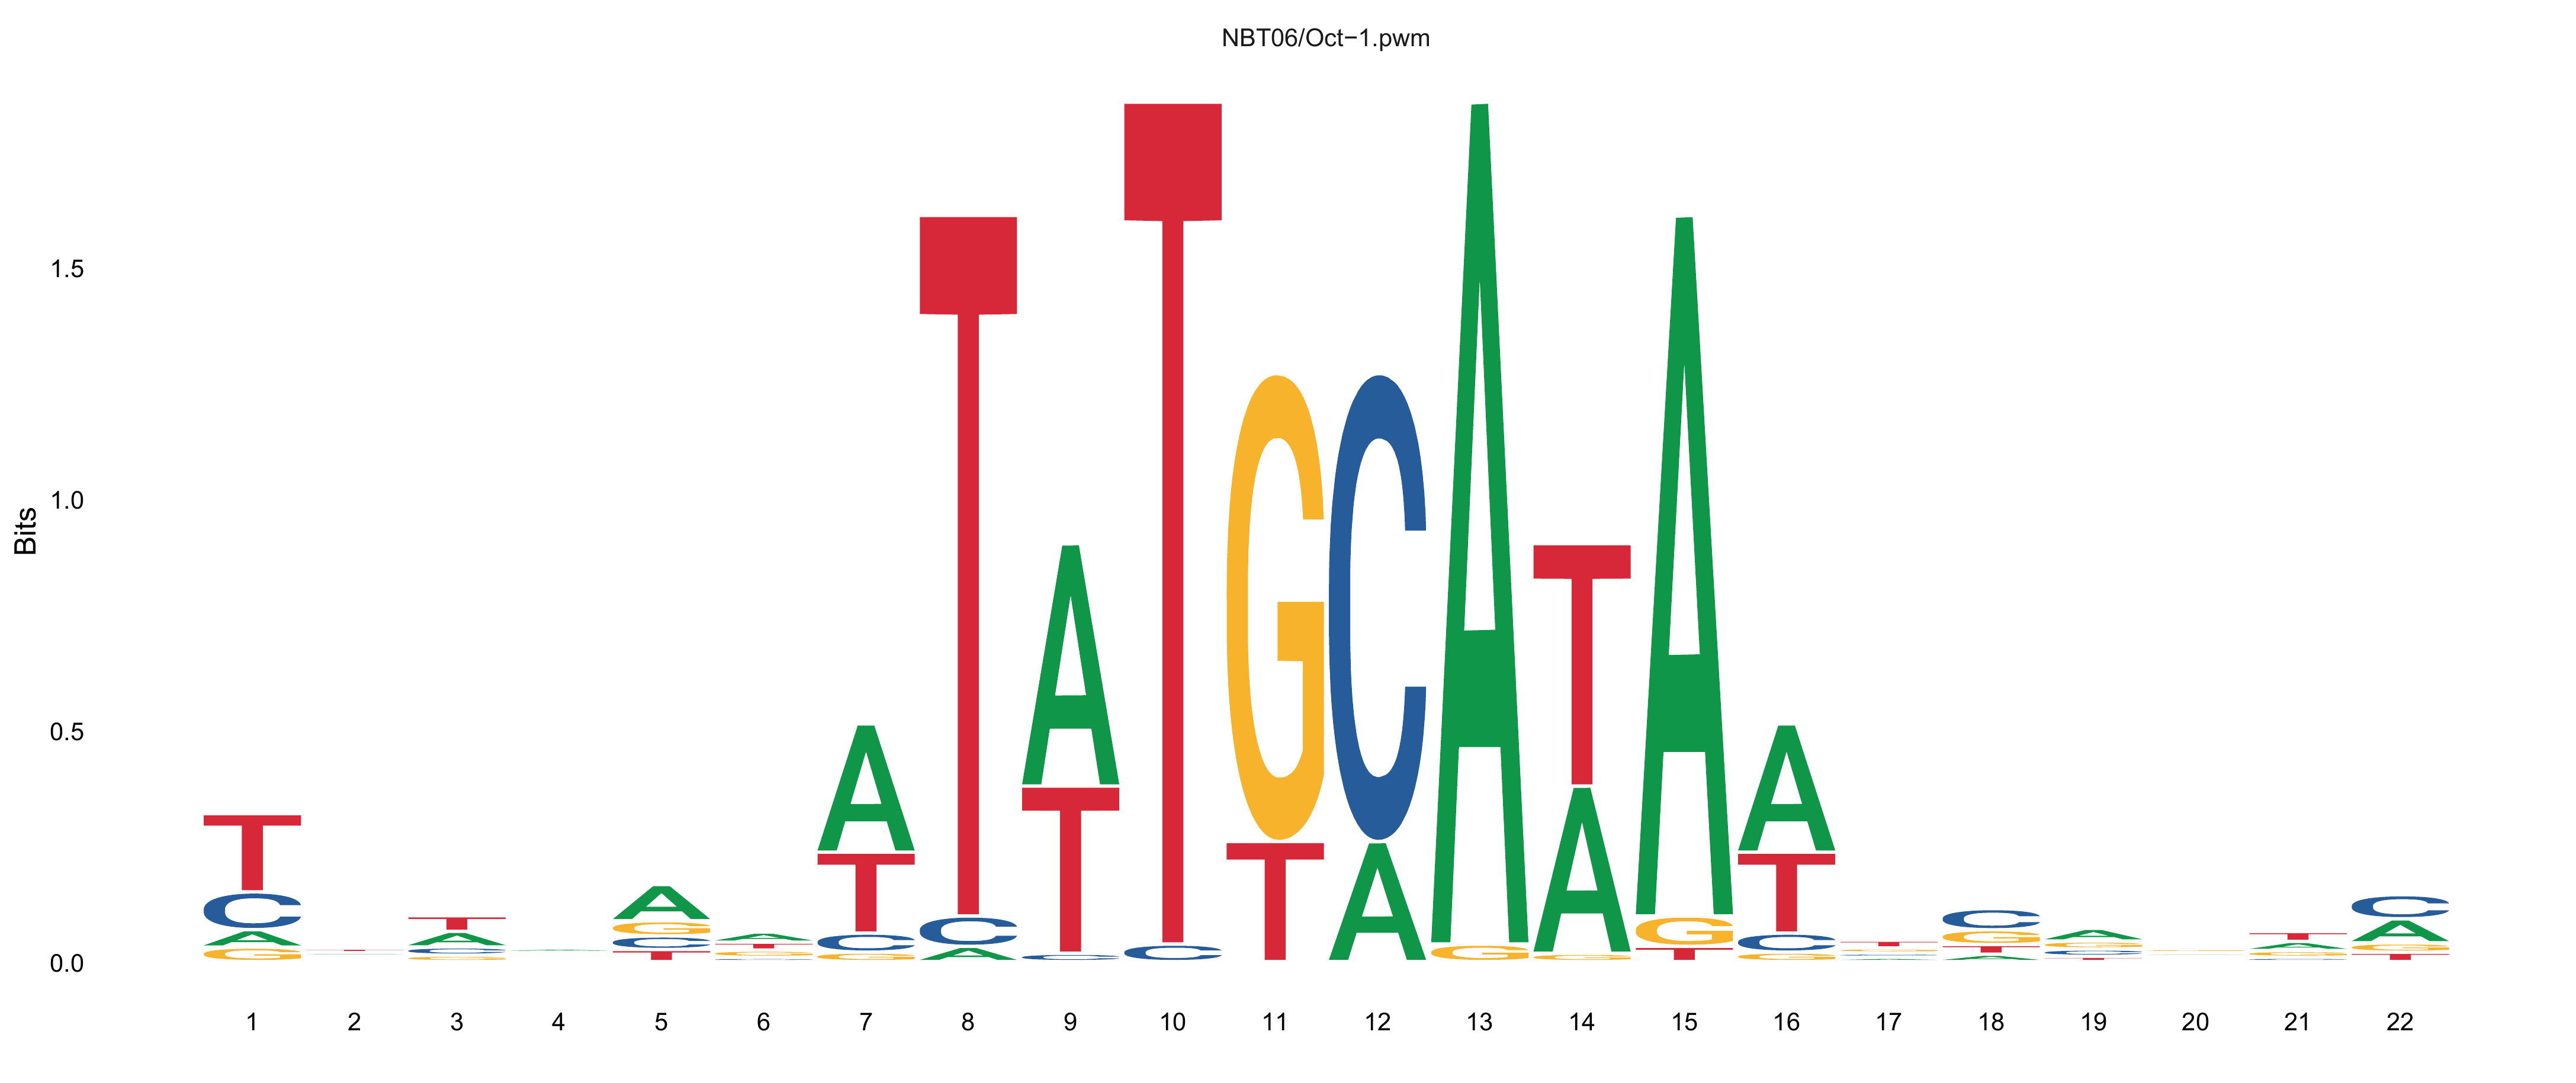 NBT06/Oct−1.pwm
Bits
1.5
1.0
0.5
0.0
T C A G
T A C G
A G C T
A T G C
A T C G
T C A
A T C
T C
G T
C A
A G
T A G
A G T
A T C G
C G T A
A G C T
T A G C
C A G T
1 2 3 4 5 6 7 8 9 10 11 12 13 14 15 16 17 18 19 20 21 22